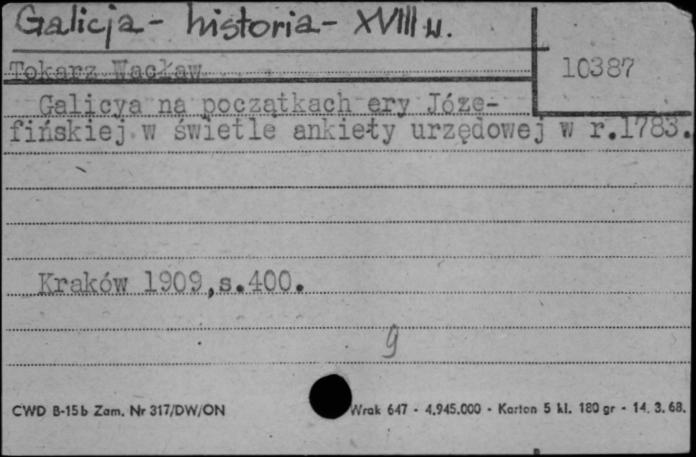 Galicja - historia - XVIII w.
Tokarz Wacław
10387
Galicya na początkach ery Józe-
fińskiej w świetle ankiety urzędowej w r.1783.
Kraków 1909,s.400.
g
CWD B-15b Zam. Nr 317/DW/ON
Wrak 647 - 4.945.000 - Karton 5 kl. 180 gr - 14. 3. 68.